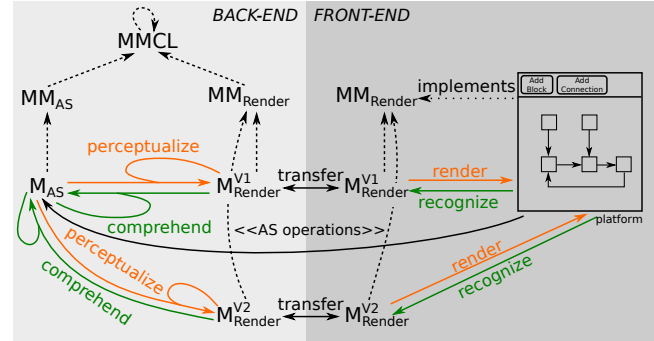 BACK-END FRONT-END
MMCL
implements
Add Block
Add Connection
MM_AS
MM_Render
MM_Render
perceptualize
transfer
render
M_AS
M^V1_Render
M^V1_Render
recognize
comprehend
<<AS operations>>
platform
perceptualize
render
recognize
comprehend
transfer
M^V2_Render
M^V2_Render